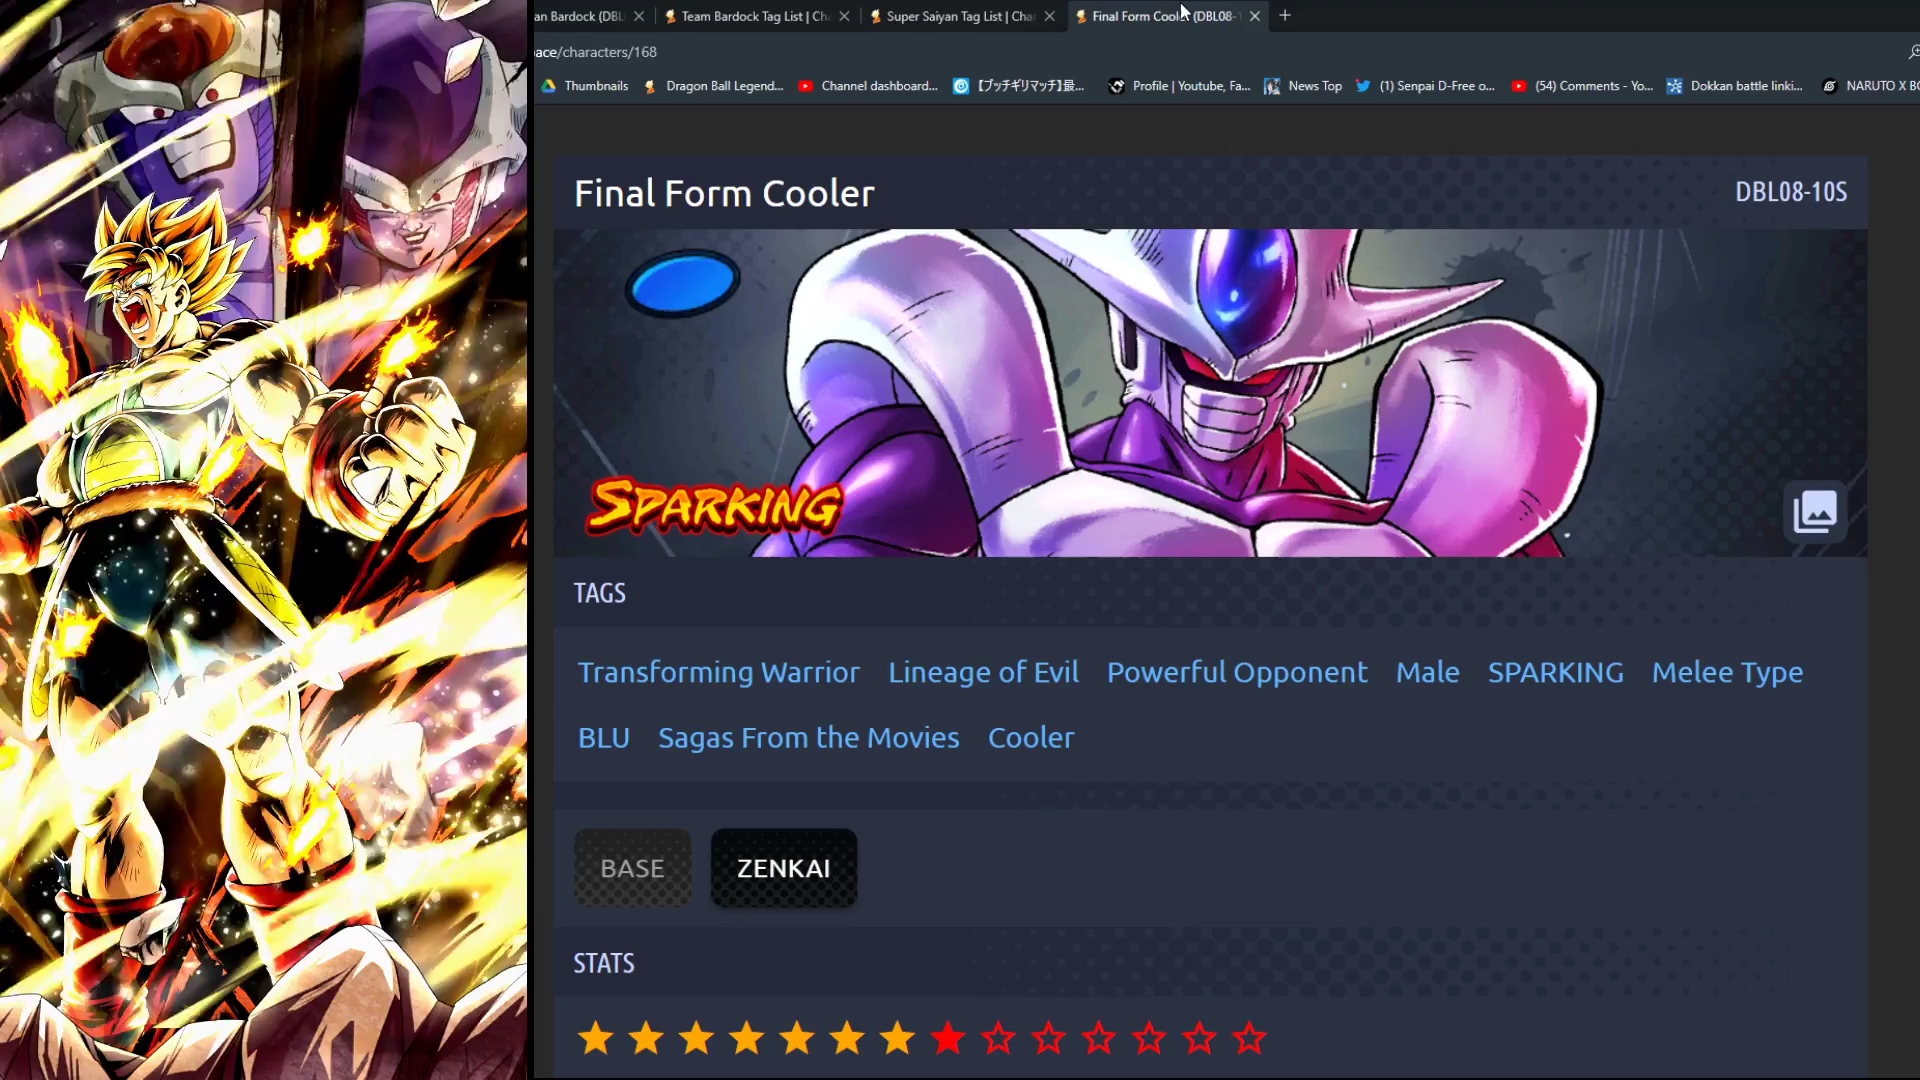 an Bardock (DBL
Team Bardock Tag List | Ch
Super Saiyan Tag List | Cha
Final Form Cooler (DBL08-
ace/characters/168
Thumbnails
Dragon Ball Legend...
Channel dashboard...
【ブッチギリマッチ】最...
Profile | Youtube, Fa...
News Top
(1) Senpai D-Free o...
(54) Comments - Yo...
Dokkan battle linki...
NARUTO X BO
Final Form Cooler
DBL08-10S
SPARKING
TAGS
Transforming Warrior Lineage of Evil Powerful Opponent Male SPARKING Melee Type
BLU Sagas From the Movies Cooler
BASE
ZENKAI
STATS